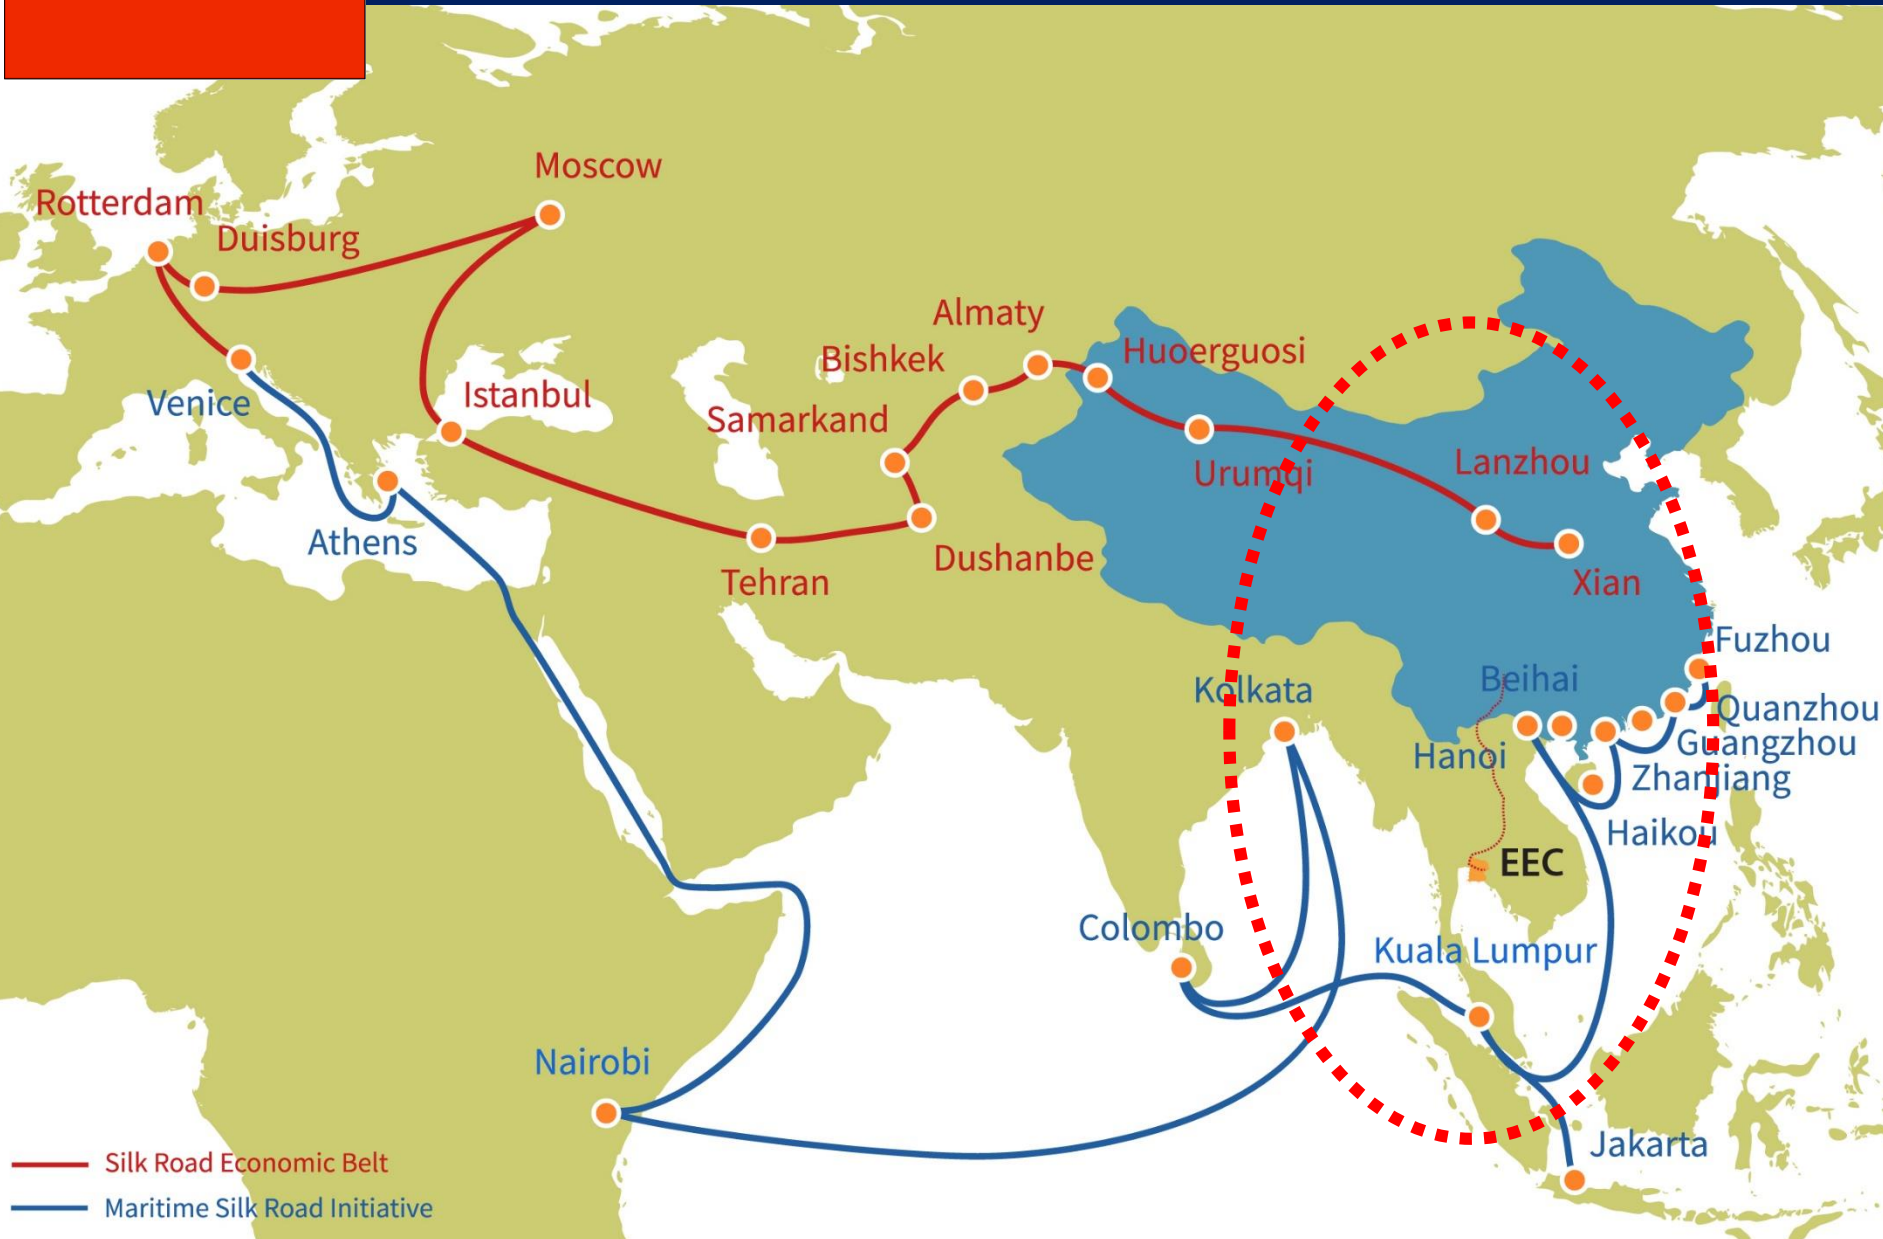 Moscow
Rotterdam
Duisburg
Almaty
Huoerguosi
Bishkek
Istanbul
Venice
Samarkand
Lanzhou
Urumqi
Athens
Dushanbe
Tehran
Xian
Fuzhou
Beihai
Kolkata
Quanzhou
Guangzhou
Hanoi
Zhanjiang
Haikou
EEC
Colombo
Kuala Lumpur
Nairobi
Jakarta
Silk Road Economic Belt
Maritime Silk Road Initiative